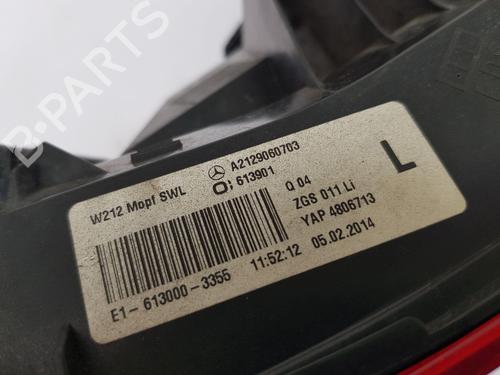 W212 Mopf SWL
A2129060703
613901
Q 04
ZGS 011 Li
YAP 4806713
L
E1- 613000-3355
11:52:12
05.02.2014